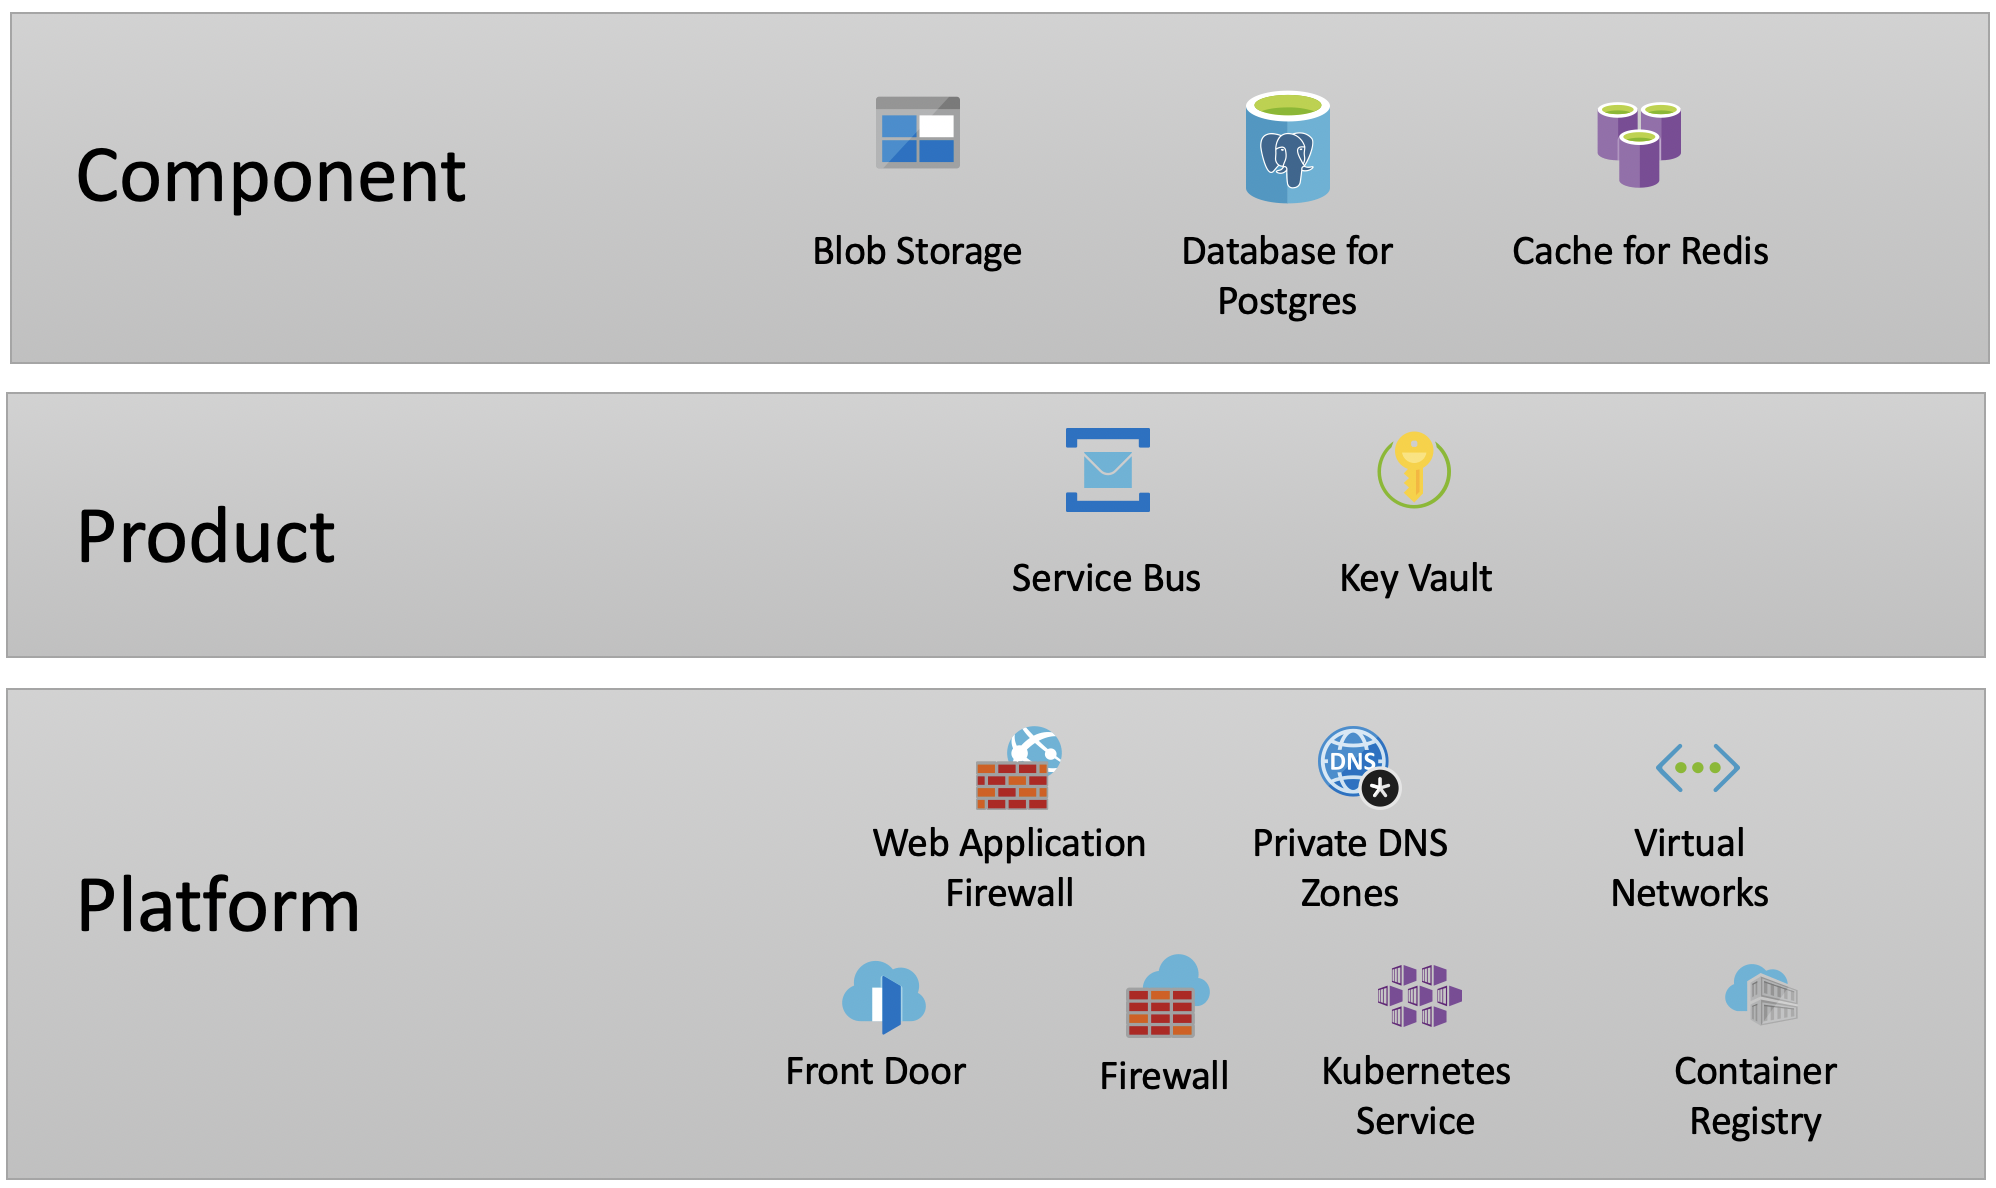 Component
Blob Storage
Database for
Postgres
Cache for Redis
Product
Service Bus
Key Vault
Platform
Web Application
Firewall
DNS
*
Private DNS
Zones
Virtual
Networks
Front Door
Firewall
Kubernetes
Service
Container
Registry